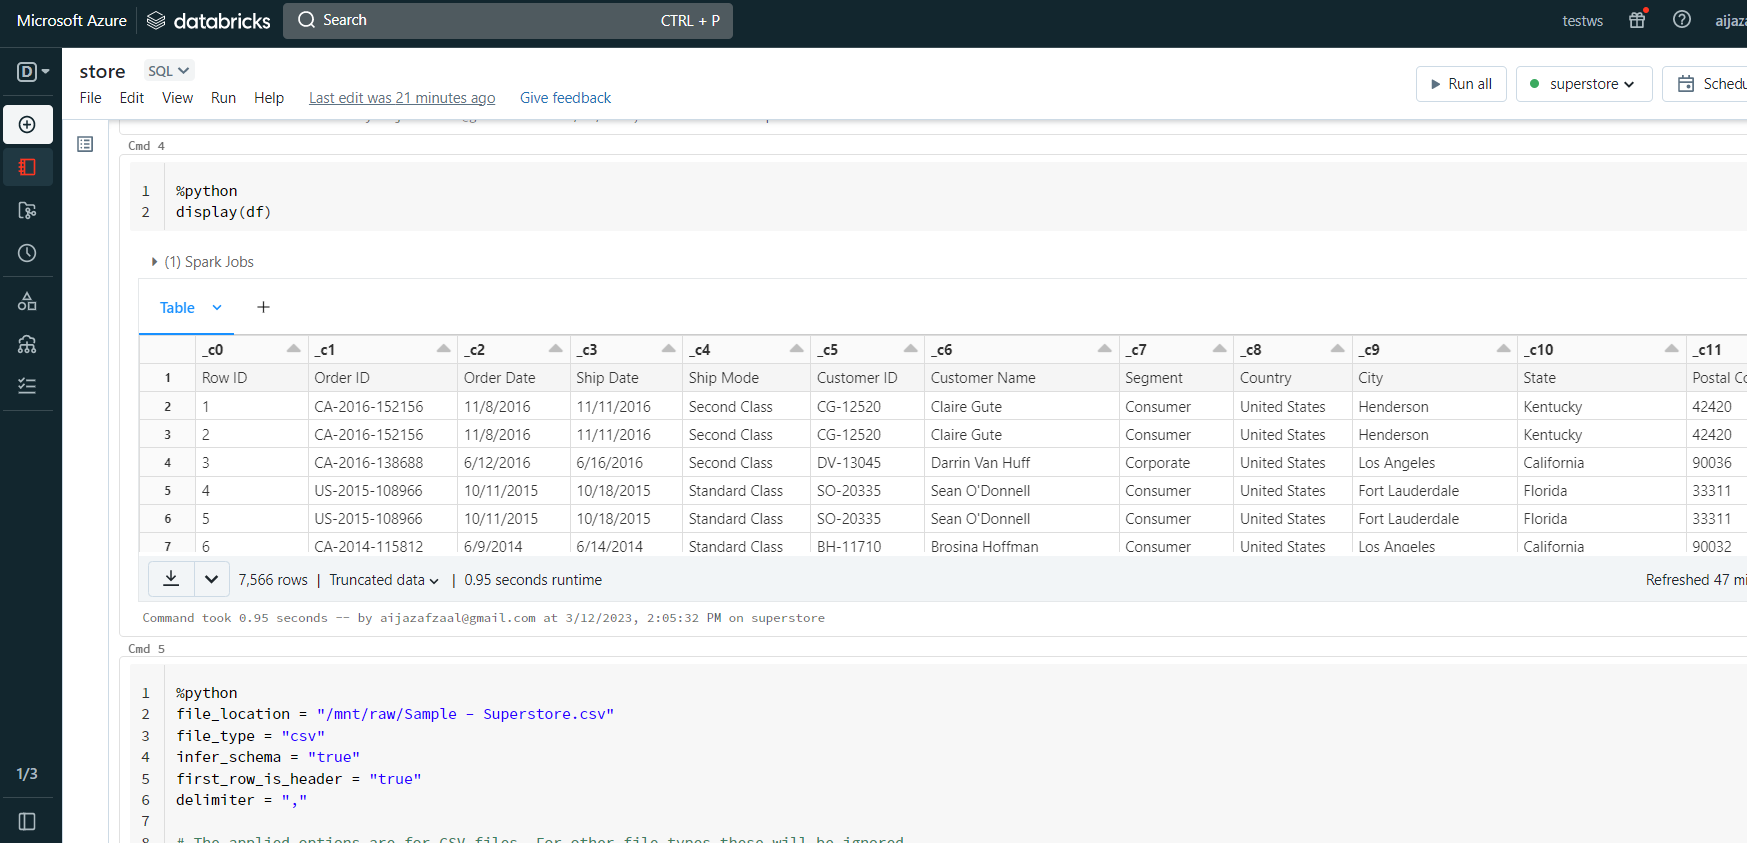 Microsoft Azure databricks Search CTRL + P testws aijaz
D store SQL Run all superstore Schedu
File Edit View Run Help Last edit was 21 minutes ago Give feedback
Cmd 4
1 %python
2 display(df)
(1) Spark Jobs
Table +
_c0 _c1 _c2 _c3 _c4 _c5 _c6 _c7 _c8 _c9 _c10 _c11
1 Row ID Order ID Order Date Ship Date Ship Mode Customer ID Customer Name Segment Country City State Postal Co
2 1 CA-2016-152156 11/8/2016 11/11/2016 Second Class CG-12520 Claire Gute Consumer United States Henderson Kentucky 42420
3 2 CA-2016-152156 11/8/2016 11/11/2016 Second Class CG-12520 Claire Gute Consumer United States Henderson Kentucky 42420
4 3 CA-2016-138688 6/12/2016 6/16/2016 Second Class DV-13045 Darrin Van Huff Corporate United States Los Angeles California 90036
5 4 US-2015-108966 10/11/2015 10/18/2015 Standard Class SO-20335 Sean O'Donnell Consumer United States Fort Lauderdale Florida 33311
6 5 US-2015-108966 10/11/2015 10/18/2015 Standard Class SO-20335 Sean O'Donnell Consumer United States Fort Lauderdale Florida 33311
7 6 CA-2014-115812 6/9/2014 6/14/2014 Standard Class BH-11710 Brosina Hoffman Consumer United States Los Angeles California 90032
7,566 rows | Truncated data | 0.95 seconds runtime Refreshed 47 mi
Command took 0.95 seconds -- by aijazafzaal@gmail.com at 3/12/2023, 2:05:32 PM on superstore
Cmd 5
1 %python
2 file_location = "/mnt/raw/Sample - Superstore.csv"
3 file_type = "csv"
4 infer_schema = "true"
5 first_row_is_header = "true"
6 delimiter = ","
7
8 # The applied options are for CSV files. For other file types these will be ignored
1/3